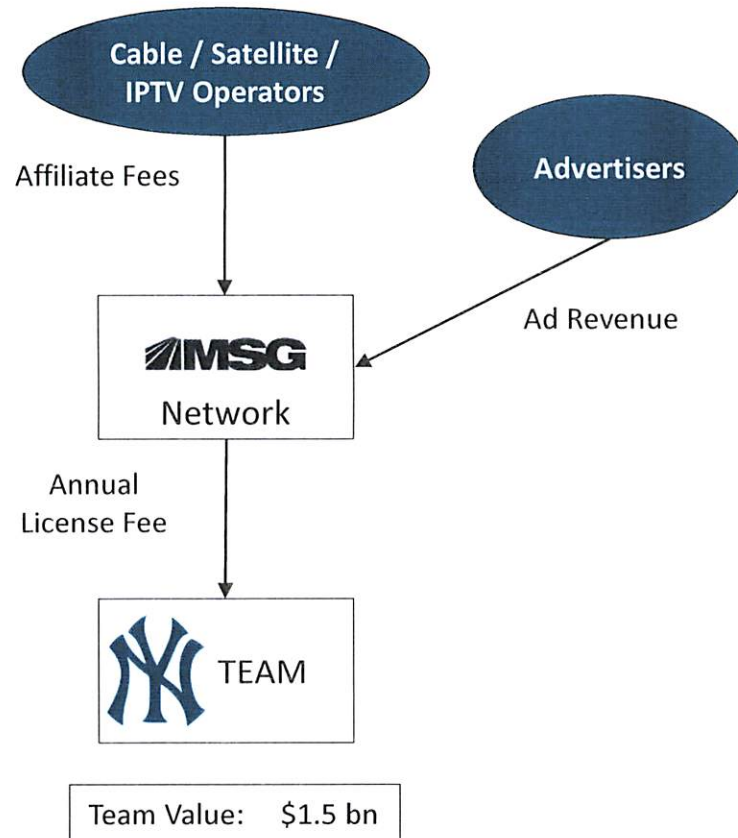 Cable / Satellite /
IPTV Operators
Affiliate Fees
Advertisers
Ad Revenue
MSG
Network
Annual
License Fee
NY TEAM
Team Value: $1.5 bn